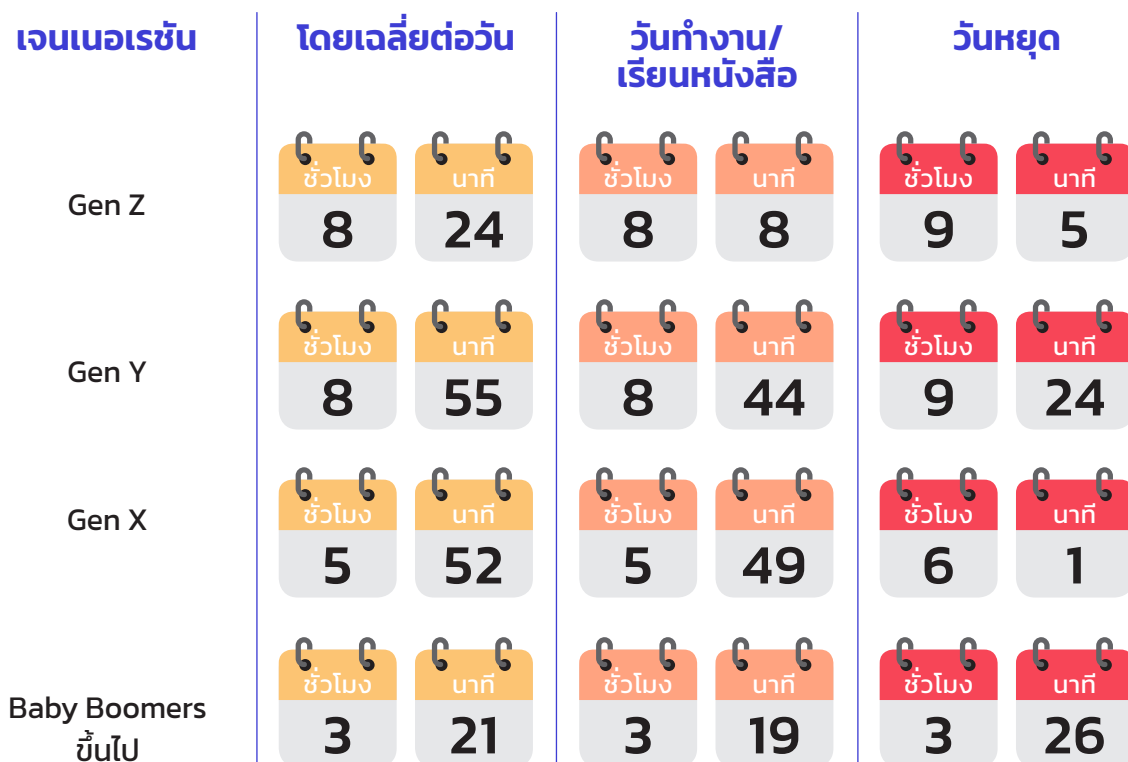 เจนเนอเรชัน โดยเฉลี่ยต่อวัน วันทำงาน/
เรียนหนังสือ วันหยุด
Gen Z
ชั่วโมง นาที ชั่วโมง นาที ชั่วโมง นาที
8 24 8 8 9 5
Gen Y
ชั่วโมง นาที ชั่วโมง นาที ชั่วโมง นาที
8 55 8 44 9 24
Gen X
ชั่วโมง นาที ชั่วโมง นาที ชั่วโมง นาที
5 52 5 49 6 1
Baby Boomers
ขึ้นไป
ชั่วโมง นาที ชั่วโมง นาที ชั่วโมง นาที
3 21 3 19 3 26